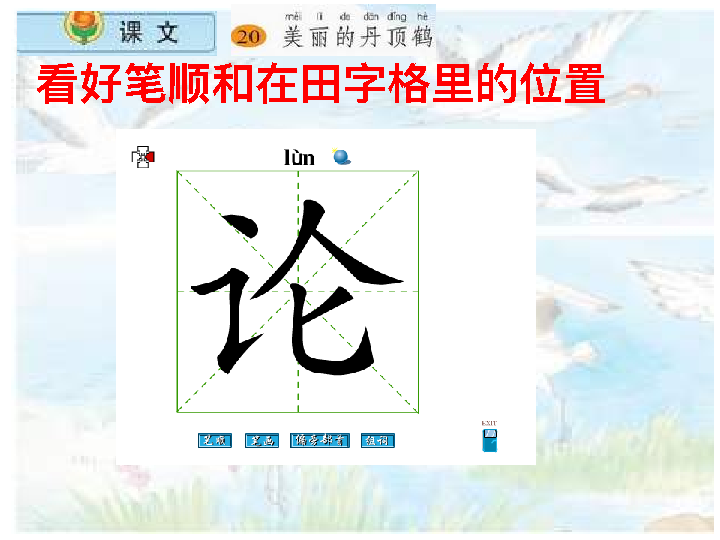 课 文
měi lì de dān dǐng hè
20 美丽的丹顶鹤
看好笔顺和在田字格里的位置
lùn
论
笔顺 笔画 偏旁部首 组词
EXIT